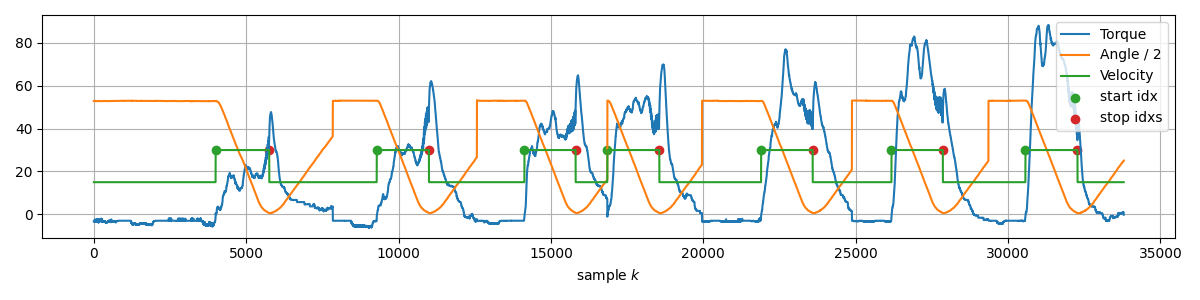 80
60
40
20
0
Torque
Angle / 2
Velocity
start idx
stop idxs
0 5000 10000 15000 20000 25000 30000 35000
sample k